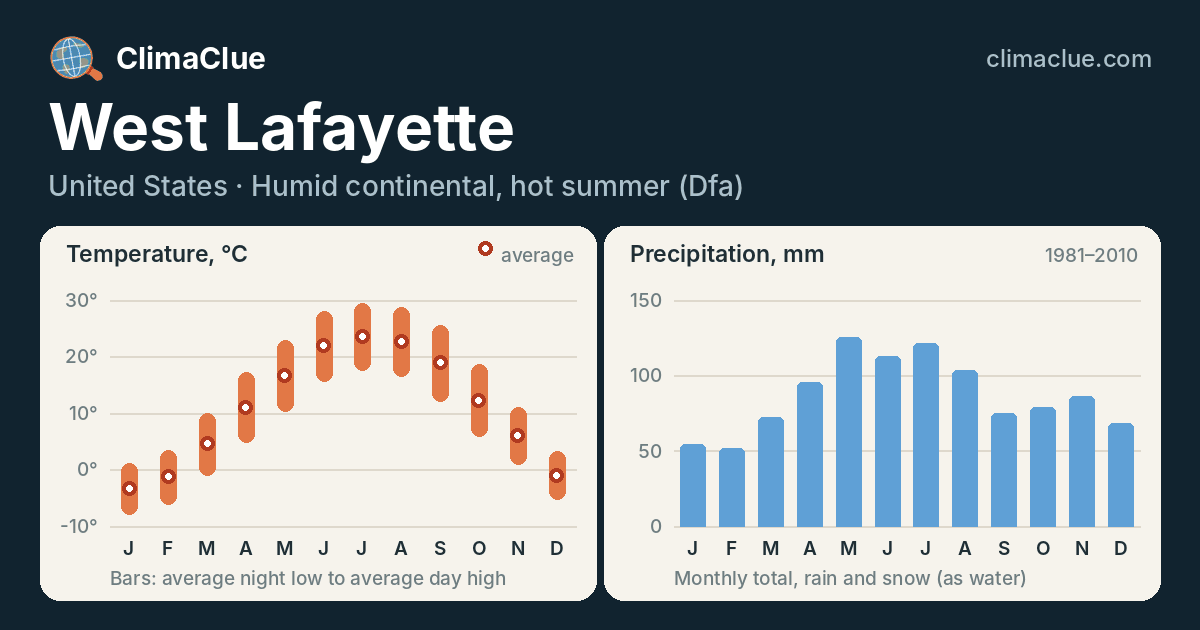 ClimaClue
climaclue.com
West Lafayette
United States · Humid continental, hot summer (Dfa)
Temperature, °C
average
30°
20°
10°
0°
-10°
J F M A M J J A S O N D
Bars: average night low to average day high
Precipitation, mm
1981–2010
150
100
50
0
J F M A M J J A S O N D
Monthly total, rain and snow (as water)